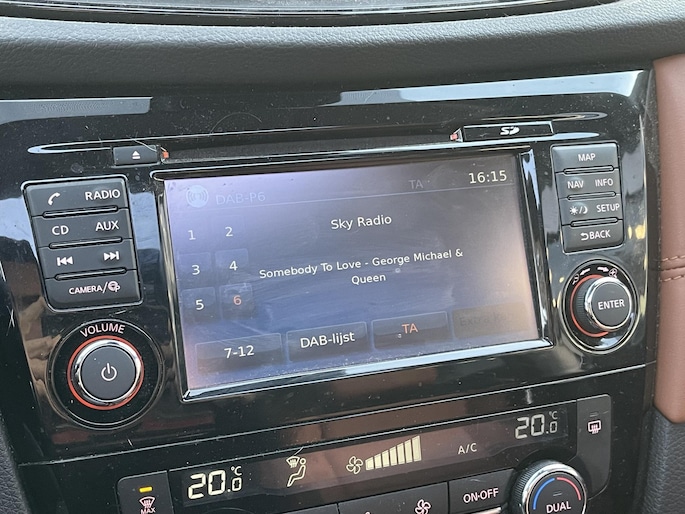 SD
MAP
RADIO
NAV INFO
CD AUX
SETUP
BACK
CAMERA/
DAB-P6 TA 16:15
1 2 Sky Radio
3 4 Somebody To Love - George Michael &
Queen
5 6
7-12 DAB-lijst TA
VOLUME
ENTER
20.0 °C
A/C
20.0 °C
MAX
ON·OFF
DUAL